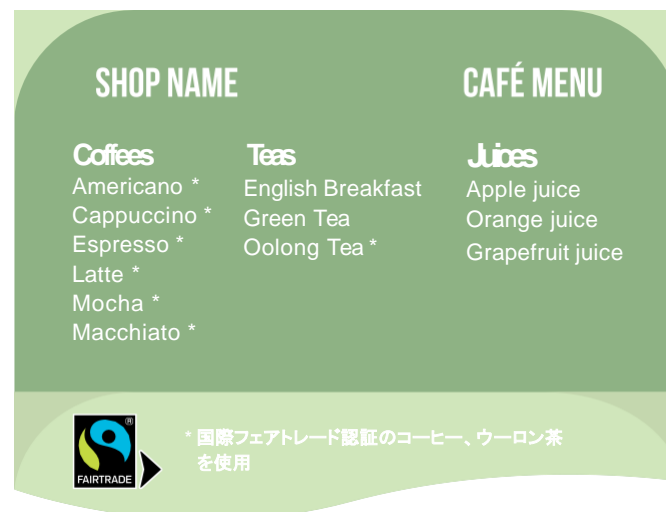 SHOP NAME
CAFÉ MENU
Coffees
Americano *
Cappuccino *
Espresso *
Latte *
Mocha *
Macchiato *
Teas
English Breakfast
Green Tea
Oolong Tea *
Juices
Apple juice
Orange juice
Grapefruit juice
®
FAIRTRADE
* 国際フェアトレード認証のコーヒー、ウーロン茶
を使用